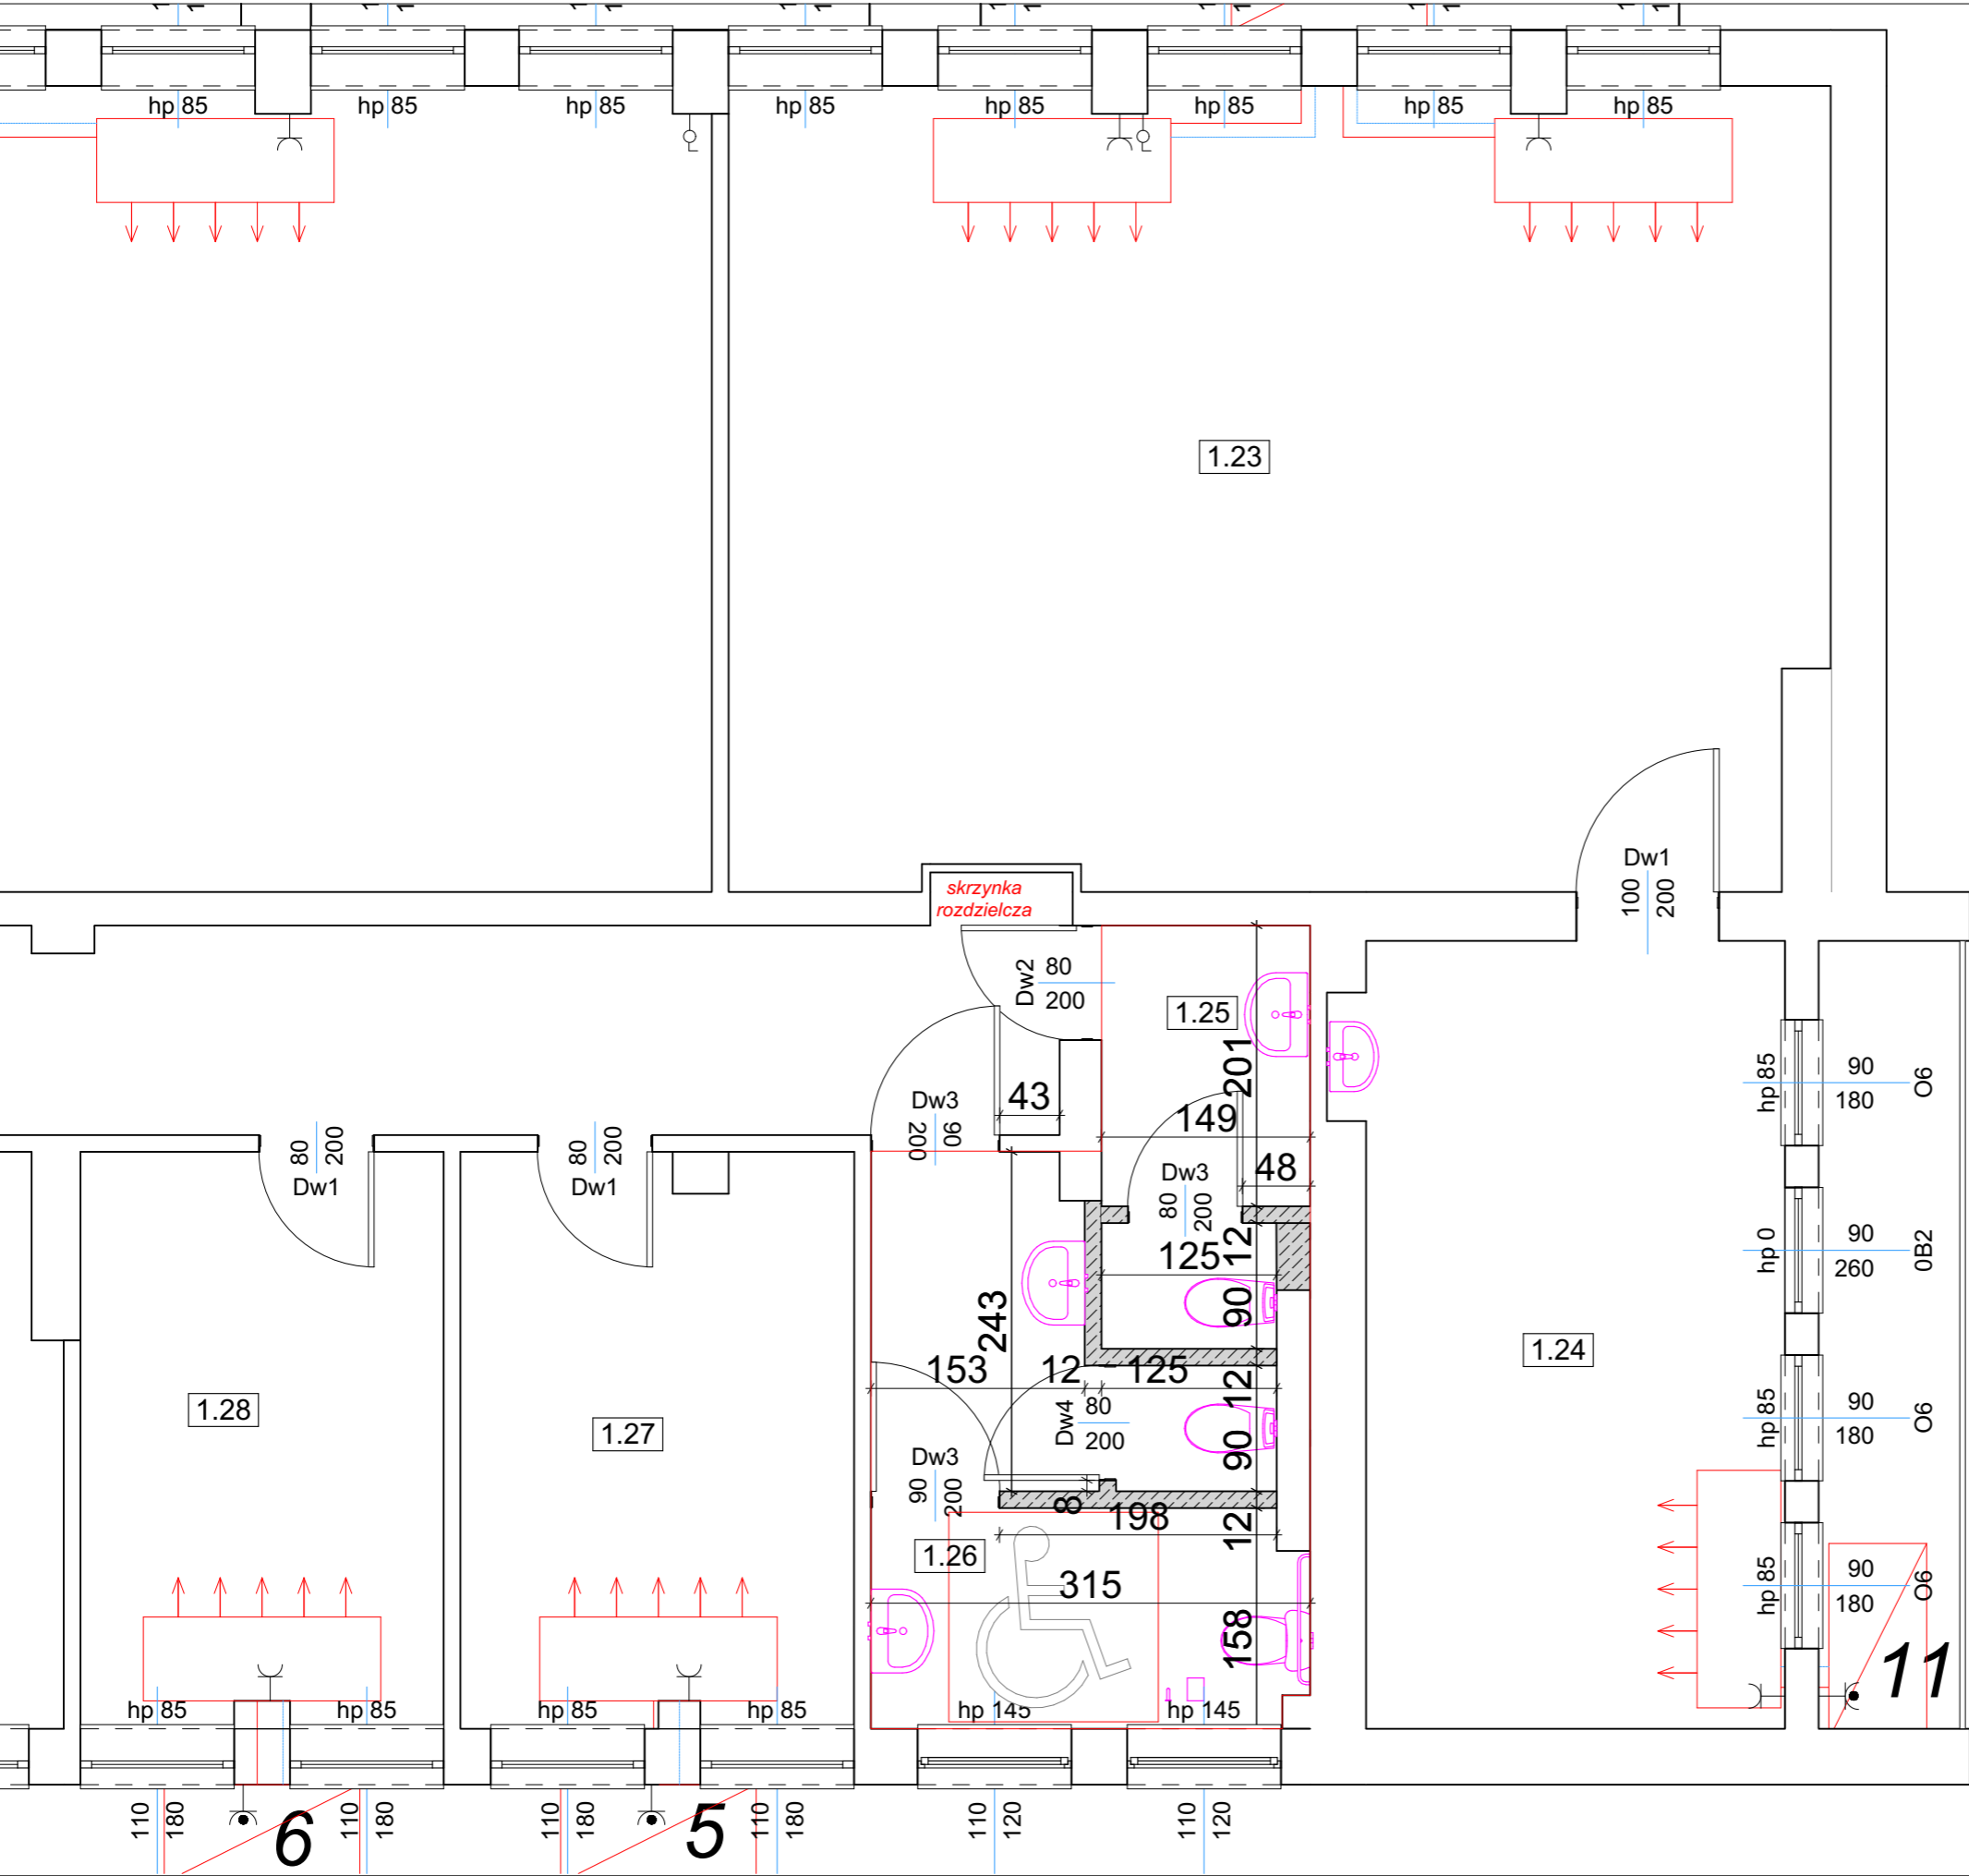 hp 85
hp 85
hp 85
hp 85
hp 85
hp 85
hp 85
hp 85
1.23
Dw1
100
200
skrzynka
rozdzielcza
Dw2
80
200
1.25
201
43
149
Dw3
90
200
80
200
Dw1
80
200
Dw1
Dw3
80
200
48
12
125
90
243
153
12
125
12
Dw4
80
200
90
Dw3
90
200
8
198
12
1.26
315
158
hp 145
hp 145
1.28
1.27
1.24
hp 85
90
180
O6
hp 0
90
260
0B2
hp 85
90
180
O6
hp 85
90
180
O6
11
hp 85
hp 85
hp 85
hp 85
110
180
6
110
180
110
180
5
110
180
110
120
110
120